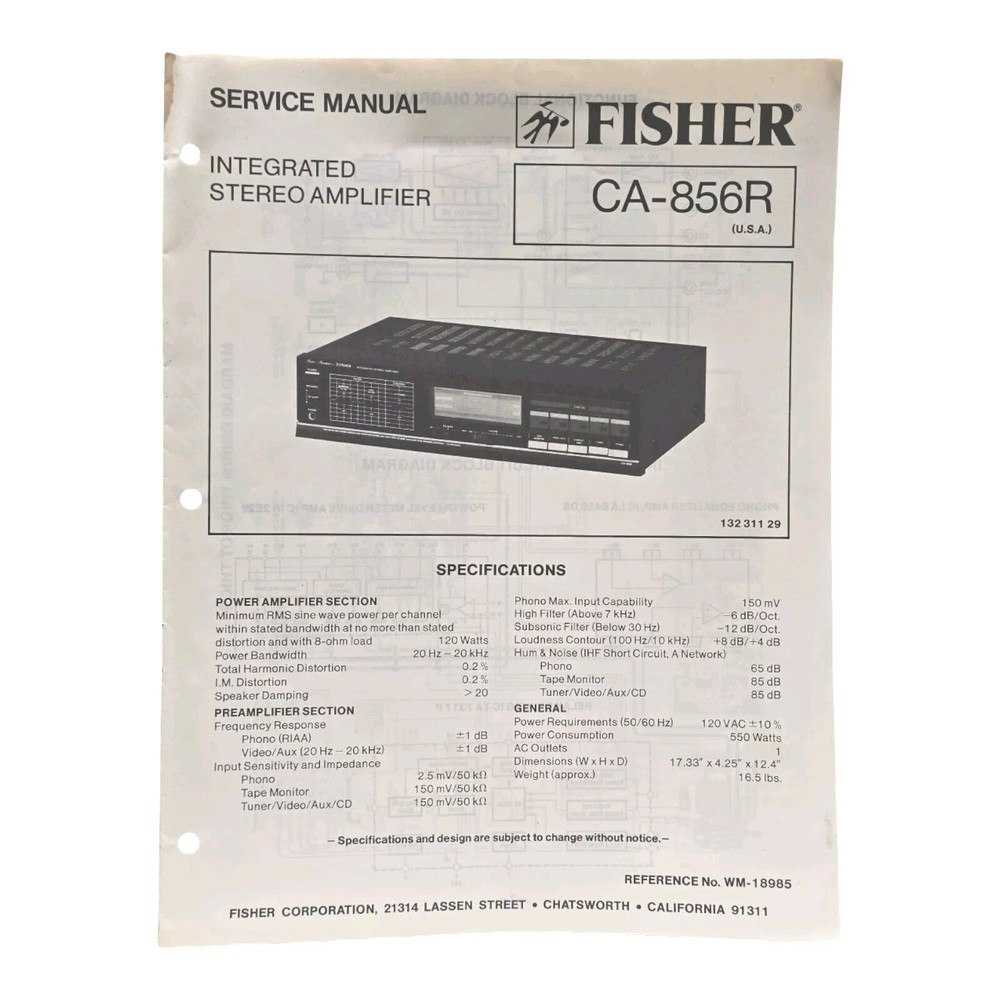 SERVICE MANUAL
FISHER®
INTEGRATED
STEREO AMPLIFIER
CA-856R
(U.S.A.)
FISHER
132 311 29
SPECIFICATIONS
POWER AMPLIFIER SECTION
Minimum RMS sine wave power per channel
within stated bandwidth at no more than stated
distortion and with 8-ohm load 120 Watts
Power Bandwidth 20 Hz – 20 kHz
Total Harmonic Distortion 0.2 %
I.M. Distortion 0.2 %
Speaker Damping > 20
PREAMPLIFIER SECTION
Frequency Response
Phono (RIAA) ±1 dB
Video/Aux (20 Hz – 20 kHz) ±1 dB
Input Sensitivity and Impedance
Phono 2.5 mV/50 kΩ
Tape Monitor 150 mV/50 kΩ
Tuner/Video/Aux/CD 150 mV/50 kΩ
Phono Max. Input Capability 150 mV
High Filter (Above 7 kHz) –6 dB/Oct.
Subsonic Filter (Below 30 Hz) –12 dB/Oct.
Loudness Contour (100 Hz/10 kHz) +8 dB/+4 dB
Hum & Noise (IHF Short Circuit, A Network)
Phono 65 dB
Tape Monitor 85 dB
Tuner/Video/Aux/CD 85 dB
GENERAL
Power Requirements (50/60 Hz) 120 VAC ±10 %
Power Consumption 550 Watts
AC Outlets 1
Dimensions (W x H x D) 17.33" x 4.25" x 12.4"
Weight (approx.) 16.5 lbs.
– Specifications and design are subject to change without notice.–
REFERENCE No. WM-18985
FISHER CORPORATION, 21314 LASSEN STREET • CHATSWORTH • CALIFORNIA 91311